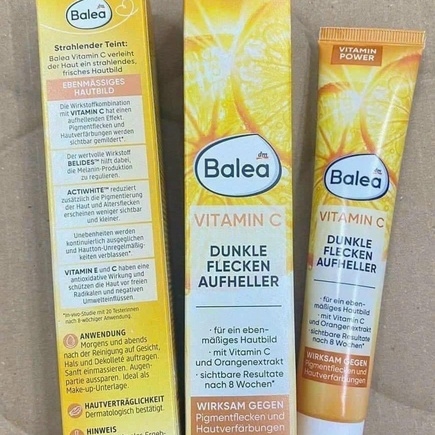 Balea
Strahlender Teint:
Balea Vitamin C verleiht
der Haut ein strahlendes,
frisches Hautbild
EBENMÄSSIGES
HAUTBILD
Die Wirkstoffkombination
mit VITAMIN C hat einen
aufhellenden Effekt.
Pigmentflecken und
Hautverfärbungen werden
sichtbar gemildert*
Der wertvolle Wirkstoff
BELIDES™ hilft dabei,
die Melanin-Produktion
zu regulieren.
ACTIWHITE™ reduziert
zusätzlich die Pigmentierung
der Haut und Altersflecken
erscheinen weniger sichtbar
und kleiner.
Unebenheiten werden
kontinuierlich ausgeglichen
und Hautton-Unregelmäßig-
keiten verblassen*
VITAMIN E und C haben eine
antioxidative Wirkung und
schützen die Haut vor freien
Radikalen und negativen
Umwelteinflüssen.
*In-vivo-Studie mit 20 Testerinnen
nach 8-wöchiger Anwendung.
ANWENDUNG
Morgens und abends
nach der Reinigung auf Gesicht,
Hals und Dekolleté auftragen.
Sanft einmassieren. Augen-
partie aussparen. Ideal als
Make-up-Unterlage.
HAUTVERTRÄGLICHKEIT
Dermatologisch bestätigt.
HINWEIS
dm
Balea
VITAMIN C
DUNKLE
FLECKEN
AUFHELLER
· für ein eben-
mäßiges Hautbild
· mit Vitamin C
und Orangenextrakt
· sichtbare Resultate
nach 8 Wochen*
WIRKSAM GEGEN
Pigmentflecken und
Hautverfärbungen
VITAMIN
POWER
dm
Balea
VITAMIN C
DUNKLE
FLECKEN
AUFHELLER
· für ein eben-
mäßiges Hautbild
· mit Vitamin C
und Orangenextrakt
· sichtbare Resultate
nach 8 Wochen*
WIRKSAM GEGEN
Pigmentflecken und
Hautverfärbungen